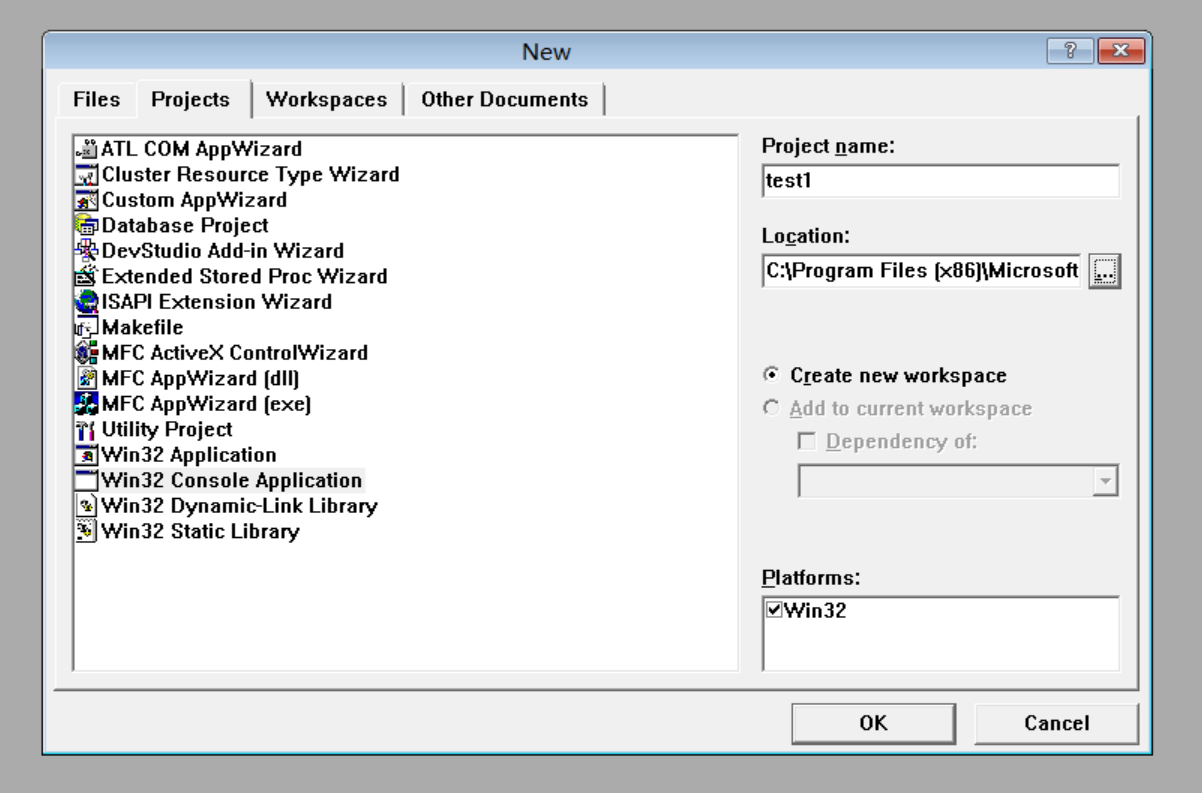 New
Files Projects Workspaces Other Documents
ATL COM AppWizard
Cluster Resource Type Wizard
Custom AppWizard
Database Project
DevStudio Add-in Wizard
Extended Stored Proc Wizard
ISAPI Extension Wizard
Makefile
MFC ActiveX ControlWizard
MFC AppWizard (dll)
MFC AppWizard (exe)
Utility Project
Win32 Application
Win32 Console Application
Win32 Dynamic-Link Library
Win32 Static Library
Project name:
test1
Location:
C:\Program Files (x86)\Microsoft
...
Create new workspace
Add to current workspace
Dependency of:
Platforms:
Win32
OK Cancel